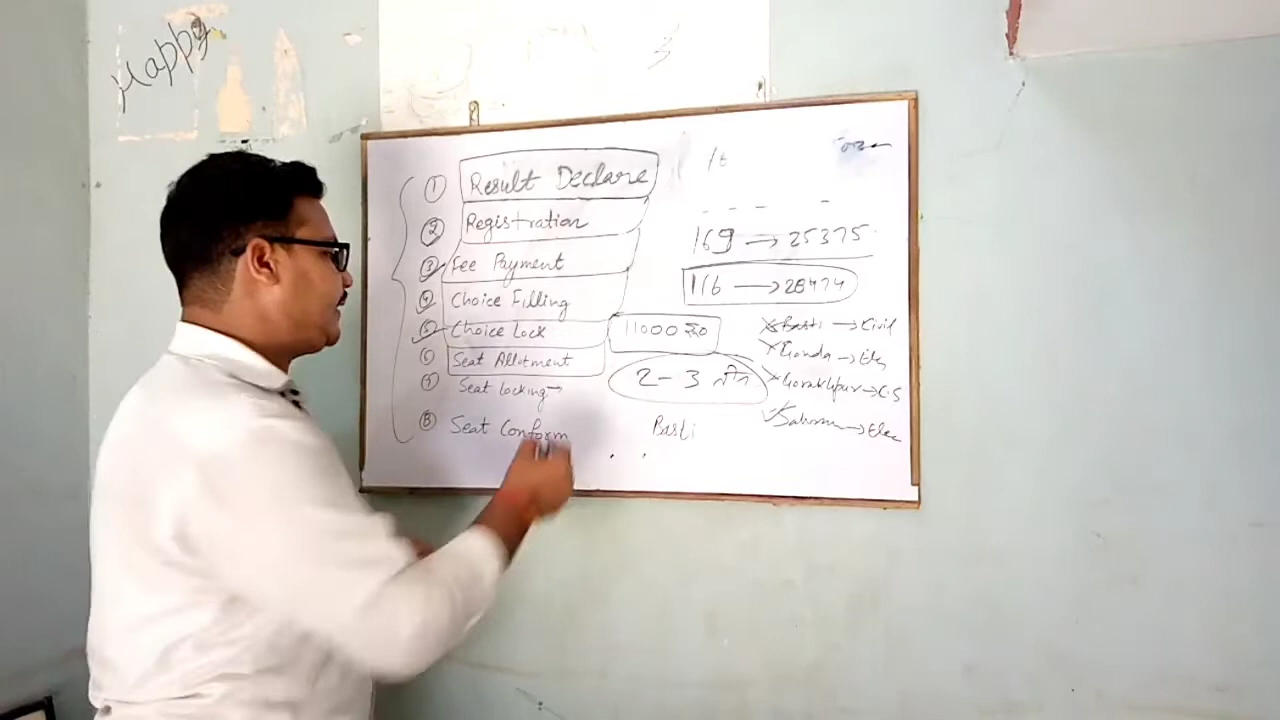 Happy
① Result Declare
② Registration
③ Fee Payment
④ Choice Filling
⑤ Choice Lock
⑥ Seat Allotment
⑦ Seat locking →
⑧ Seat Conform
169 → 25375
116 → 28474
11000 रु०
2-3 दिन
Basti → Civil
Gonda → Ele
Gorakhpur → C.S
→ Elec
Basti